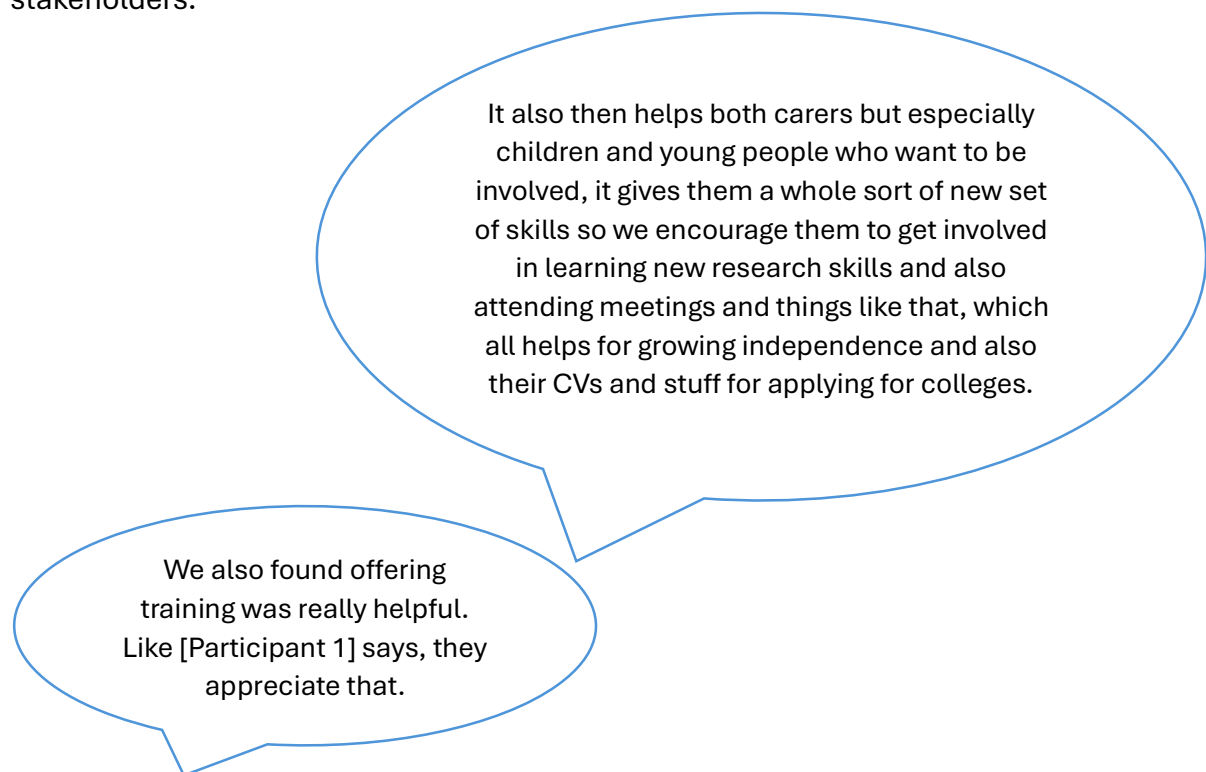 stakeholders.
It also then helps both carers but especially
children and young people who want to be
involved, it gives them a whole sort of new set
of skills so we encourage them to get involved
in learning new research skills and also
attending meetings and things like that, which
all helps for growing independence and also
their CVs and stuff for applying for colleges.
We also found offering
training was really helpful.
Like [Participant 1] says, they
appreciate that.